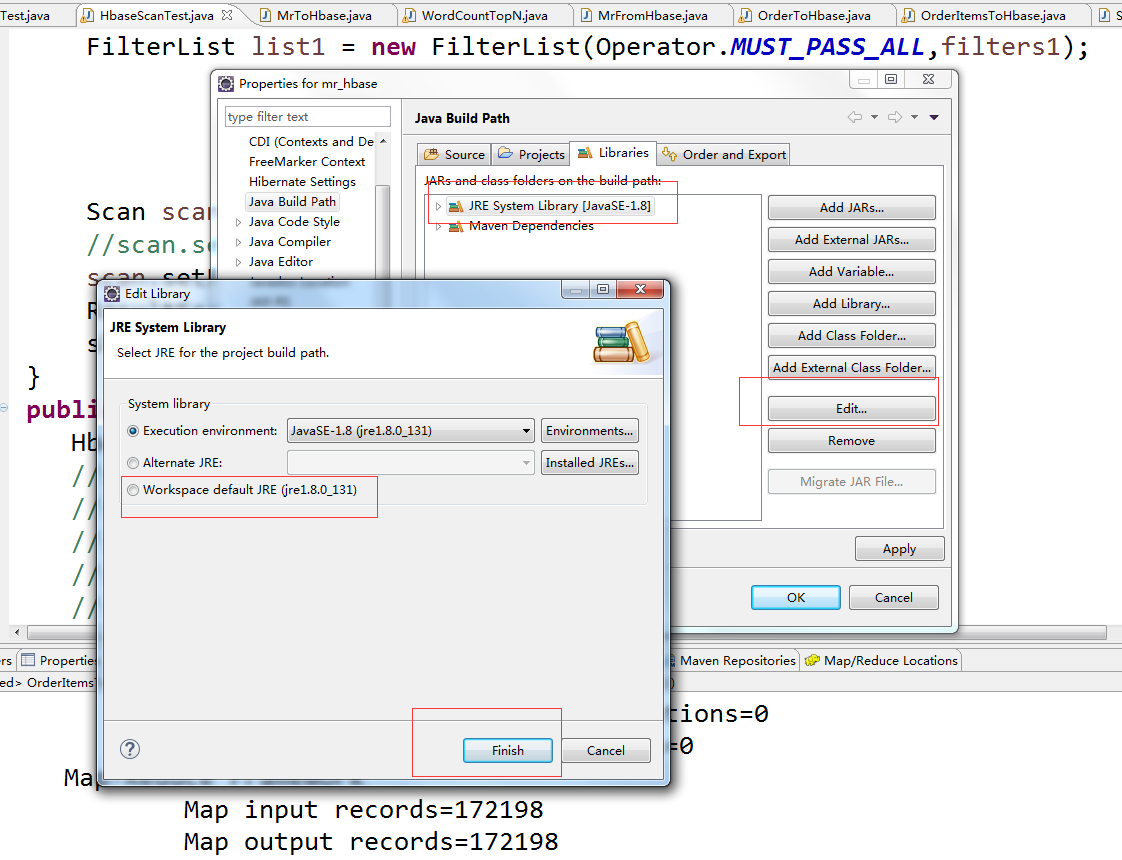 Test.java HbaseScanTest.java MrToHbase.java WordCountTopN.java MrFromHbase.java OrderToHbase.java OrderItemsToHbase.java S
FilterList list1 = new FilterList(Operator.MUST_PASS_ALL,filters1);
Properties for mr_hbase
type filter text
CDI (Contexts and De
FreeMarker Context
Hibernate Settings
Java Build Path
Java Code Style
Java Compiler
Java Editor
Java Build Path
Source Projects Libraries Order and Export
JARs and class folders on the build path:
JRE System Library [JavaSE-1.8]
Maven Dependencies
Add JARs...
Add External JARs...
Add Variable...
Add Library...
Add Class Folder...
Add External Class Folder...
Edit...
Remove
Migrate JAR File...
Apply
OK Cancel
Scan scan
//scan.se
scan set
}
publi
Hb
//
//
//
//
//
Edit Library
JRE System Library
Select JRE for the project build path.
System library
Execution environment: JavaSE-1.8 (jre1.8.0_131) Environments...
Alternate JRE: Installed JREs...
Workspace default JRE (jre1.8.0_131)
Finish Cancel
rs Properties Maven Repositories Map/Reduce Locations
ed> OrderItemsT
tions=0
=0
Map input records=172198
Map output records=172198